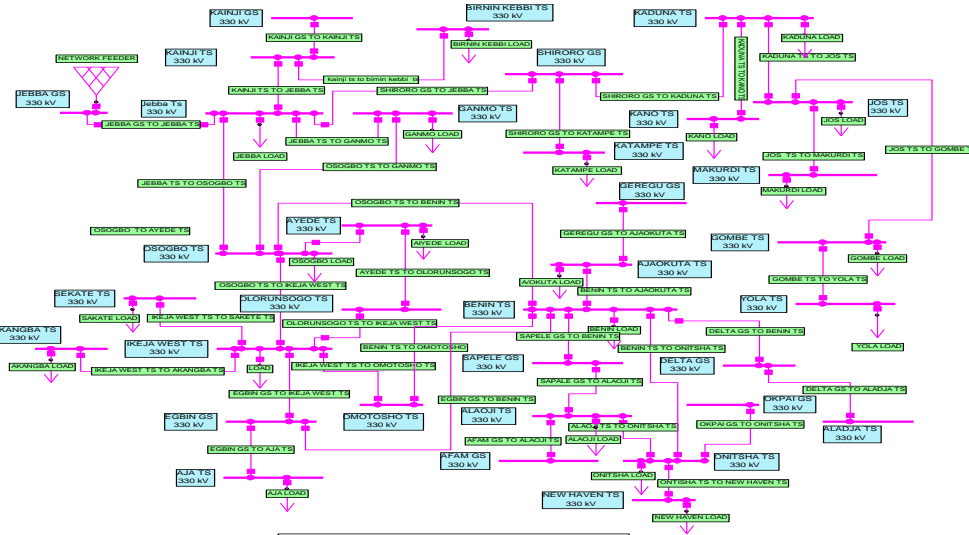 KAINJI GS
330 kV
BIRNIN KEBBI TS
330 kV
KADUNA TS
330 kV
KAINJI GS TO KAINJI TS
BIRNIN KEBBI LOAD
KADUNA LOAD
KAINJI TS
330 kV
SHIRORO GS
330 kV
KADUNA TS TO JOS TS
NETWORK FEEDER
kainji ts to birnin kebbi ts
KAINJI TS TO JEBBA TS
SHIRORO GS TO JEBBA TS
SHIRORO GS TO KADUNA TS
JEBBA GS
330 kV
Jebba Ts
330 kV
GANMO TS
330 kV
KANO TS
330 kV
JOS TS
330 kV
JEBBA GS TO JEBBA TS
JEBBA TS TO GANMO TS
GANMO LOAD
SHIRORO GS TO KATAMPE TS
KANO LOAD
JOS LOAD
JEBBA LOAD
OSOGBO TS TO GANMO TS
KATAMPE TS
330 kV
JOS TS TO MAKURDI TS
JOS TS TO GOMBE
KATAMPE LOAD
MAKURDI TS
330 kV
MAKURDI LOAD
JEBBA TS TO OSOGBO TS
GEREGU GS
330 kV
OSOGBO TS TO BENIN TS
OSOGBO TO AYEDE TS
AYEDE TS
330 kV
GEREGU GS TO AJAOKUTA TS
GOMBE TS
330 kV
OSOGBO TS
330 kV
AIYEDE LOAD
OSOGBO LOAD
GOMBE LOAD
AYEDE TS TO OLORUNSOGO TS
AJAOKUTA TS
330 kV
GOMBE TS TO YOLA TS
OSOGBO TS TO IKEJA WEST TS
BENIN TS TO AJAOKUTA TS
SEKATE TS
330 kV
OLORUNSOGO TS
330 kV
BENIN TS
330 kV
YOLA TS
330 kV
SAKATE LOAD
IKEJA WEST TS TO SAKETE TS
OLORUNSOGO TS TO IKEJA WEST TS
BENIN LOAD
SAPELE GS TO BENIN TS
DELTA GS TO BENIN TS
KANGBA TS
330 kV
IKEJA WEST TS
330 kV
BENIN TS TO OMOTOSHO
BENIN TS TO ONITSHA TS
YOLA LOAD
AKANGBA LOAD
IKEJA WEST TS TO AKANGBA TS
LOAD
IKEJA WEST TS TO OMOTOSHO TS
SAPELE GS
330 kV
DELTA GS
330 kV
SAPALE GS TO ALAOJI TS
EGBIN GS TO IKEJA WEST TS
EGBIN GS TO BENIN TS
DELTA GS TO ALADJA TS
EGBIN GS
330 kV
OMOTOSHO TS
330 kV
ALAOJI TS
330 kV
OKPAI GS
330 kV
ALADJA TS
330 kV
OKPAI GS TO ONITSHA
EGBIN GS TO AJA TS
AFAM GS TO ALAOJI TS
ALAOJI LOAD
AFAM GS
330 kV
ONITSHA TS
330 kV
AJA TS
330 kV
ONITSHA LOAD
ONTISHA TS TO NEW HAVEN TS
AJA LOAD
NEW HAVEN TS
330 kV
NEW HAVEN LOAD